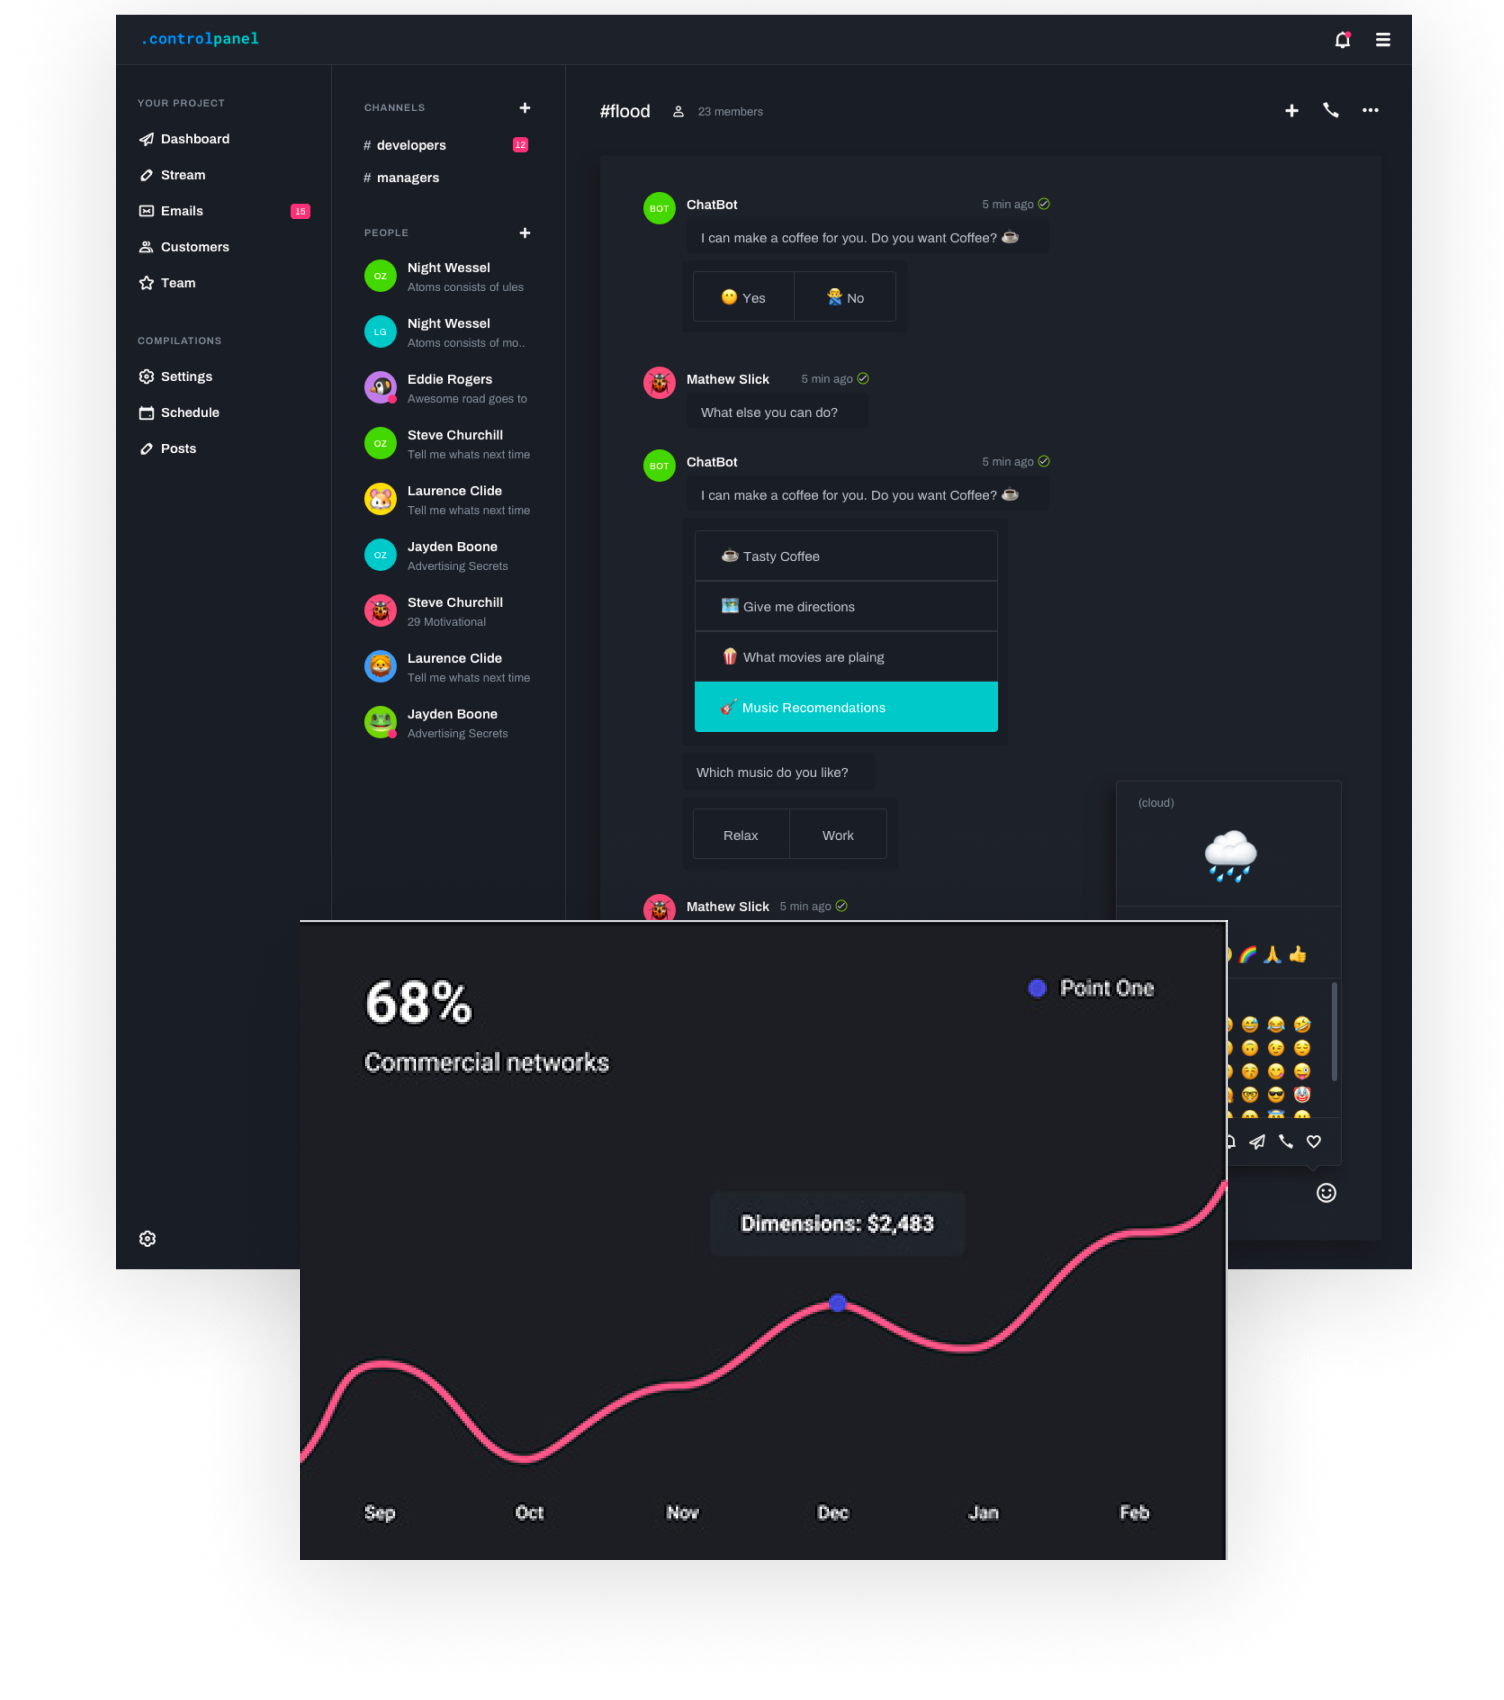 .controlpanel
YOUR PROJECT
Dashboard
Stream
Emails 15
Customers
Team
COMPILATIONS
Settings
Schedule
Posts
CHANNELS
# developers 12
# managers
PEOPLE
OZ Night Wessel
Atoms consists of ules
LG Night Wessel
Atoms consists of mo..
Eddie Rogers
Awesome road goes to
OZ Steve Churchill
Tell me whats next time
Laurence Clide
Tell me whats next time
OZ Jayden Boone
Advertising Secrets
Steve Churchill
29 Motivational
Laurence Clide
Tell me whats next time
Jayden Boone
Advertising Secrets
#flood 23 members
BOT ChatBot 5 min ago
I can make a coffee for you. Do you want Coffee? ☕
😶 Yes 🙅‍♂️ No
Mathew Slick 5 min ago
What else you can do?
BOT ChatBot 5 min ago
I can make a coffee for you. Do you want Coffee? ☕
☕ Tasty Coffee
🗺️ Give me directions
🍿 What movies are plaing
🎸 Music Recomendations
Which music do you like?
Relax Work
Mathew Slick 5 min ago
(cloud)
68%
Commercial networks
Point One
Dimensions: $2,483
Sep Oct Nov Dec Jan Feb